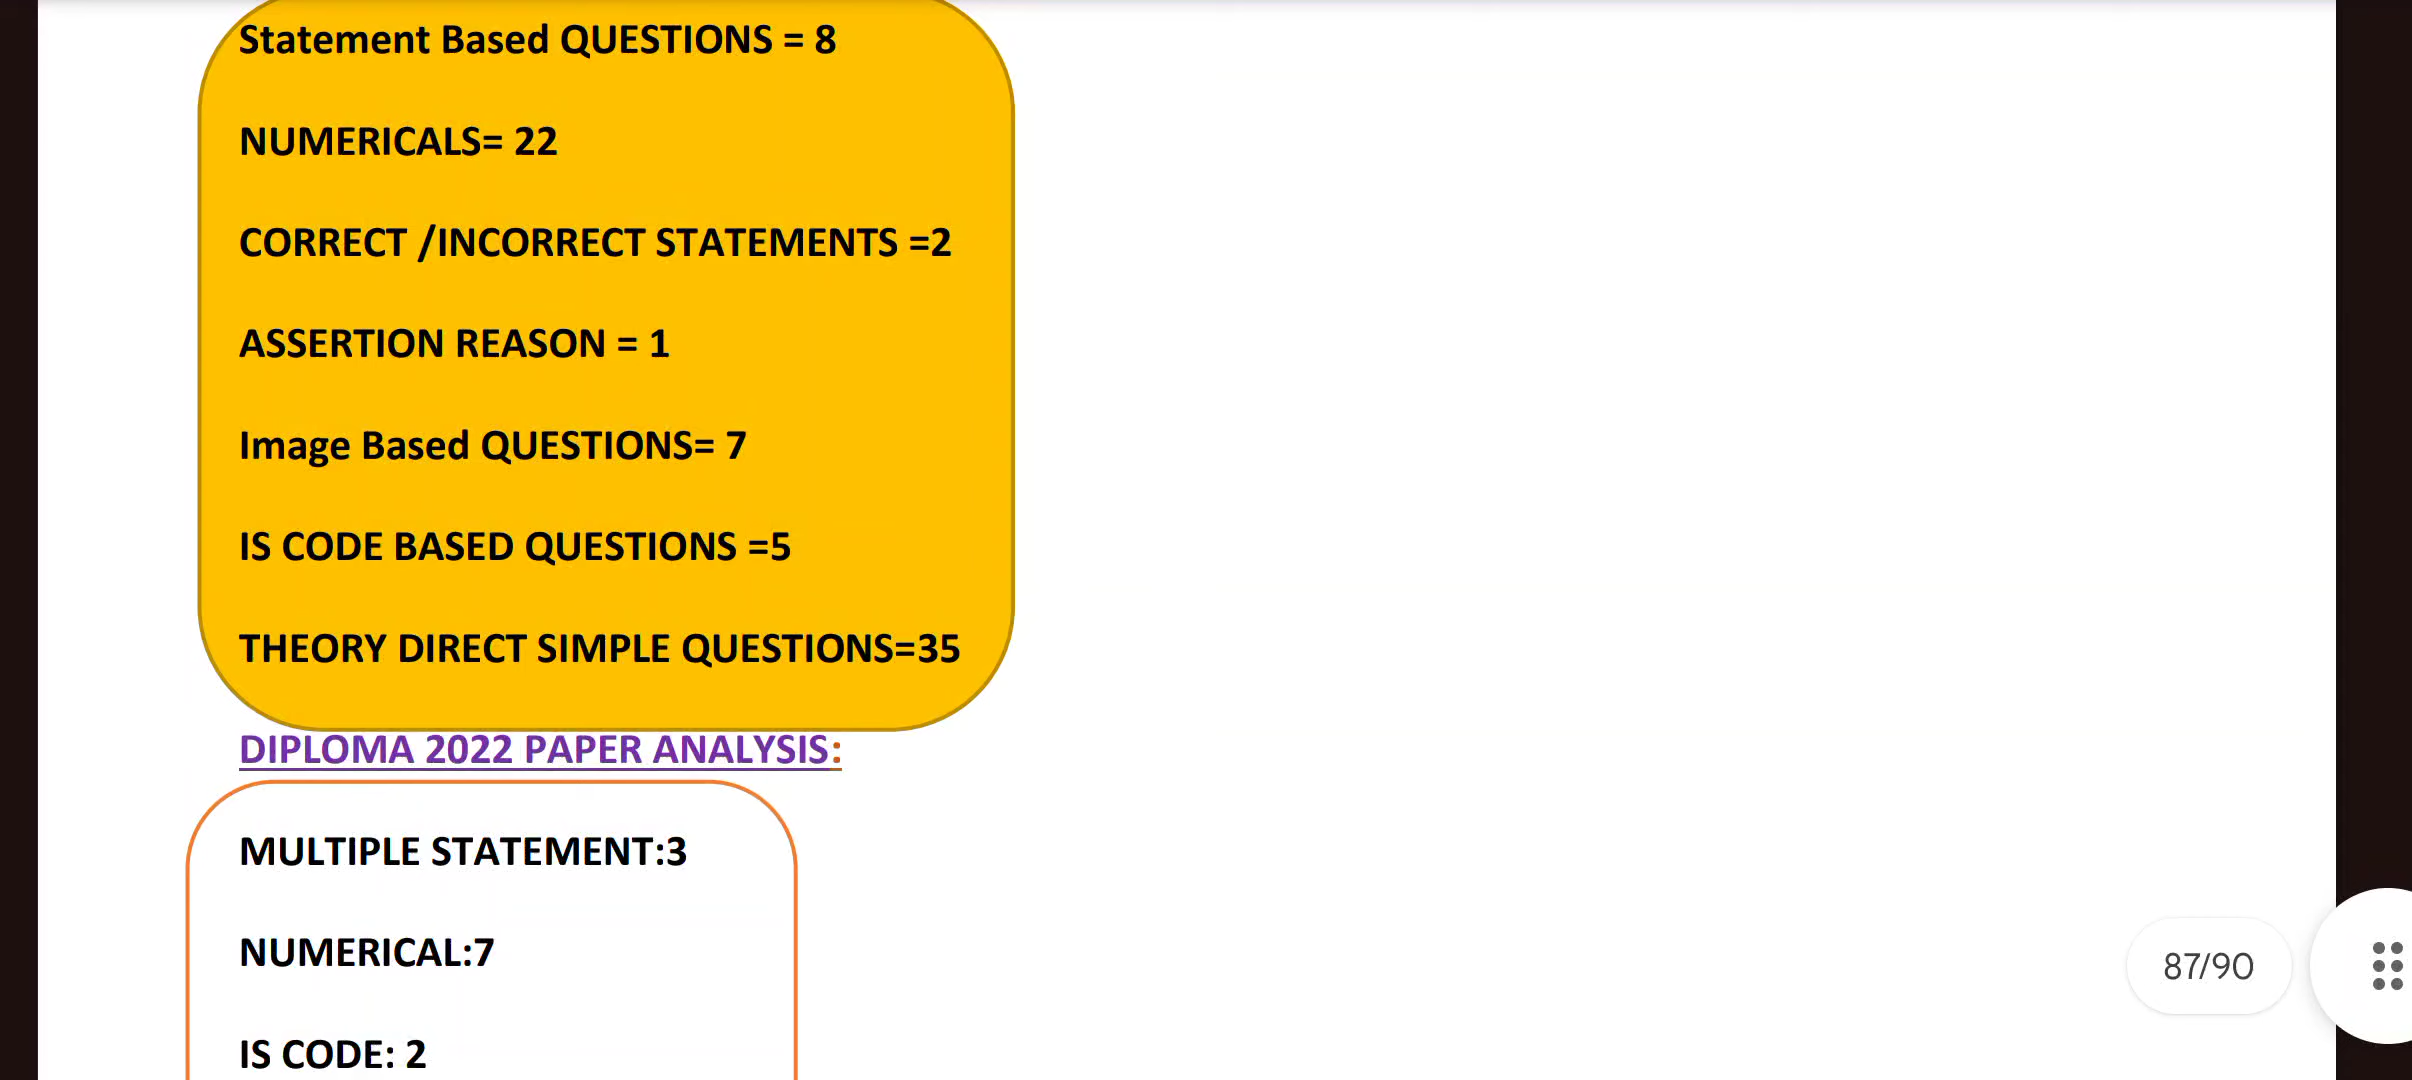 Statement Based QUESTIONS = 8
NUMERICALS= 22
CORRECT /INCORRECT STATEMENTS =2
ASSERTION REASON = 1
Image Based QUESTIONS= 7
IS CODE BASED QUESTIONS =5
THEORY DIRECT SIMPLE QUESTIONS=35
DIPLOMA 2022 PAPER ANALYSIS:
MULTIPLE STATEMENT:3
NUMERICAL:7
87/90
IS CODE: 2